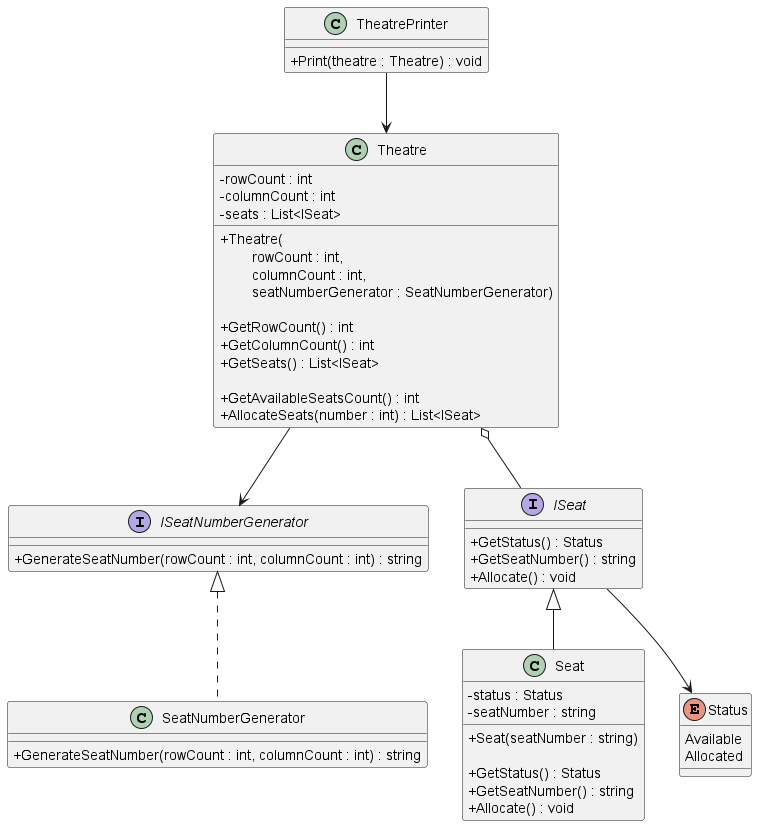 C TheatrePrinter
+Print(theatre : Theatre) : void
C Theatre
-rowCount : int
-columnCount : int
-seats : List<ISeat>
+Theatre(
rowCount : int,
columnCount : int,
seatNumberGenerator : SeatNumberGenerator)
+GetRowCount() : int
+GetColumnCount() : int
+GetSeats() : List<ISeat>
+GetAvailableSeatsCount() : int
+AllocateSeats(number : int) : List<ISeat>
I ISeatNumberGenerator
+GenerateSeatNumber(rowCount : int, columnCount : int) : string
I ISeat
+GetStatus() : Status
+GetSeatNumber() : string
+Allocate() : void
C SeatNumberGenerator
+GenerateSeatNumber(rowCount : int, columnCount : int) : string
C Seat
-status : Status
-seatNumber : string
+Seat(seatNumber : string)
+GetStatus() : Status
+GetSeatNumber() : string
+Allocate() : void
E Status
Available
Allocated